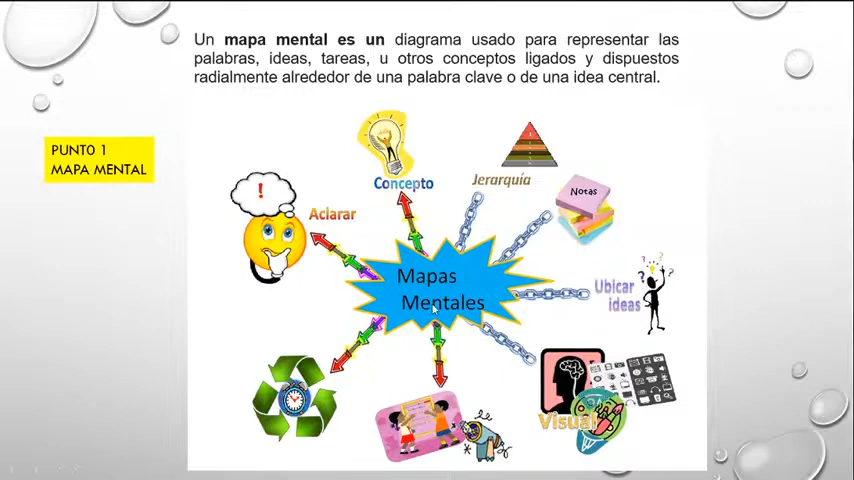 Un mapa mental es un diagrama usado para representar las
palabras, ideas, tareas, u otros conceptos ligados y dispuestos
radialmente alrededor de una palabra clave o de una idea central.
PUNTO 1
MAPA MENTAL
Concepto
Jerarquía
Notas
!
Aclarar
Mapas
Mentales
Ubicar
ideas
? ? ?
Visual